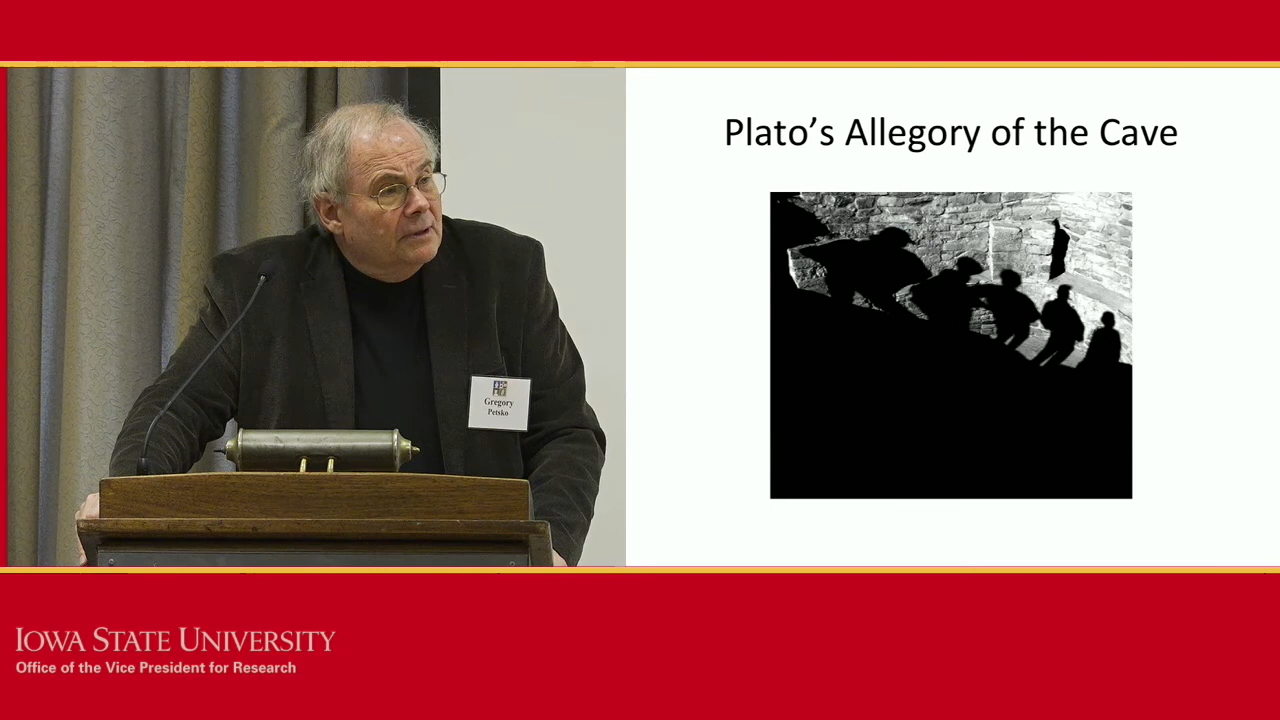 Plato’s Allegory of the Cave
Gregory
Petsko
IOWA STATE UNIVERSITY
Office of the Vice President for Research